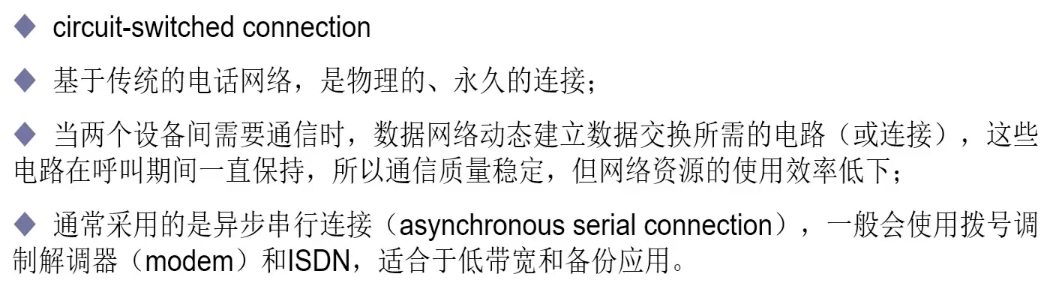 ◆ circuit-switched connection
◆ 基于传统的电话网络，是物理的、永久的连接；
◆ 当两个设备间需要通信时，数据网络动态建立数据交换所需的电路（或连接），这些
电路在呼叫期间一直保持，所以通信质量稳定，但网络资源的使用效率低下；
◆ 通常采用的是异步串行连接（asynchronous serial connection），一般会使用拨号调
制解调器（modem）和ISDN，适合于低带宽和备份应用。